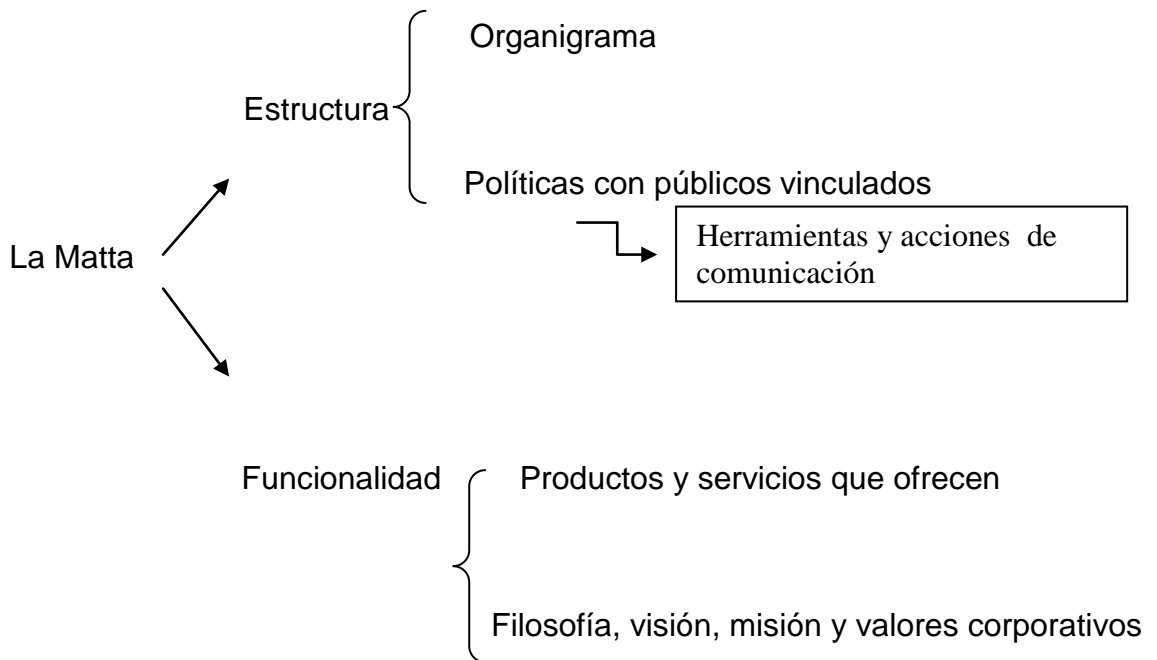 Organigrama
Estructura
Políticas con públicos vinculados
Herramientas y acciones de
comunicación
La Matta
Funcionalidad
Productos y servicios que ofrecen
Filosofía, visión, misión y valores corporativos